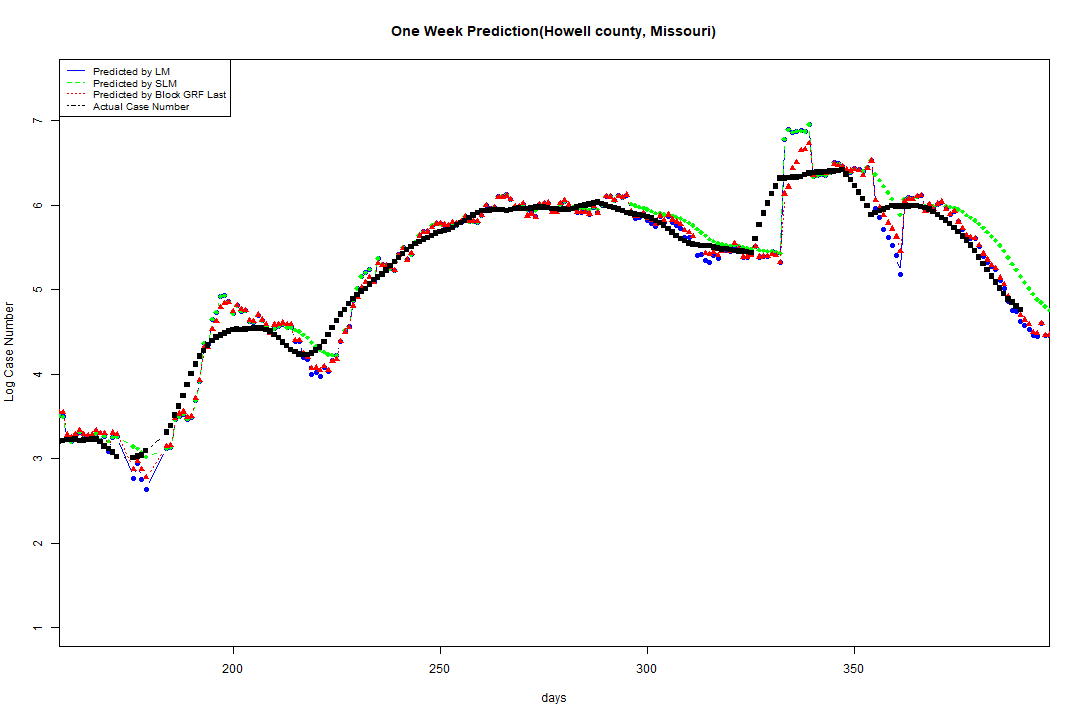 One Week Prediction(Howell county, Missouri)
Predicted by LM
Predicted by SLM
Predicted by Block GRF Last
Actual Case Number
7
6
5
4
3
2
1
Log Case Number
200 250 300 350
days